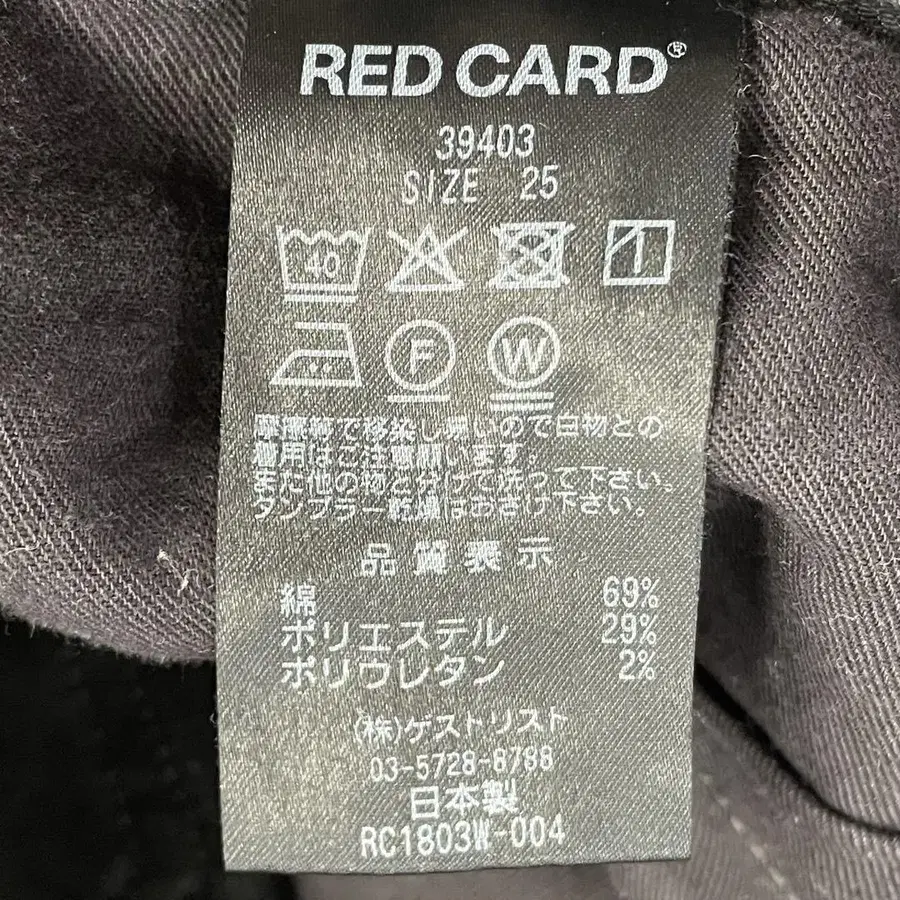 RED CARD®
39403
SIZE 25
40
F
W
摩擦等で移染し易いので白物との
着用はご注意願います。
また他の物と分けて洗って下さい。
タンブラー乾燥はおさけ下さい。
品質表示
綿 69%
ポリエステル 29%
ポリウレタン 2%
(株)ゲストリスト
03-5728-8788
日本製
RC1803W-004